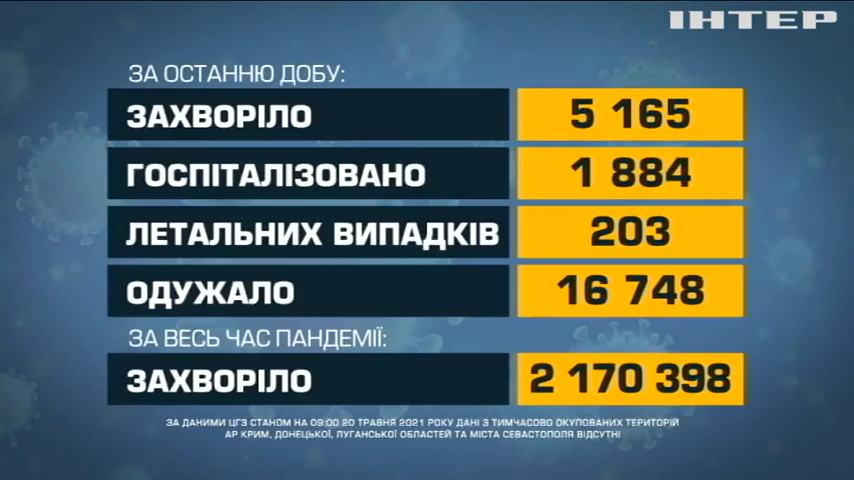 ІНТЕР
ЗА ОСТАННЮ ДОБУ:
ЗАХВОРІЛО 5 165
ГОСПІТАЛІЗОВАНО 1 884
ЛЕТАЛЬНИХ ВИПАДКІВ 203
ОДУЖАЛО 16 748
ЗА ВЕСЬ ЧАС ПАНДЕМІЇ:
ЗАХВОРІЛО 2 170 398
ЗА ДАНИМИ ЦГЗ СТАНОМ НА 09:00 20 ТРАВНЯ 2021 РОКУ ДАНІ З ТИМЧАСОВО ОКУПОВАНИХ ТЕРИТОРІЙ
АР КРИМ, ДОНЕЦЬКОЇ, ЛУГАНСЬКОЇ ОБЛАСТЕЙ ТА МІСТА СЕВАСТОПОЛЯ ВІДСУТНІ